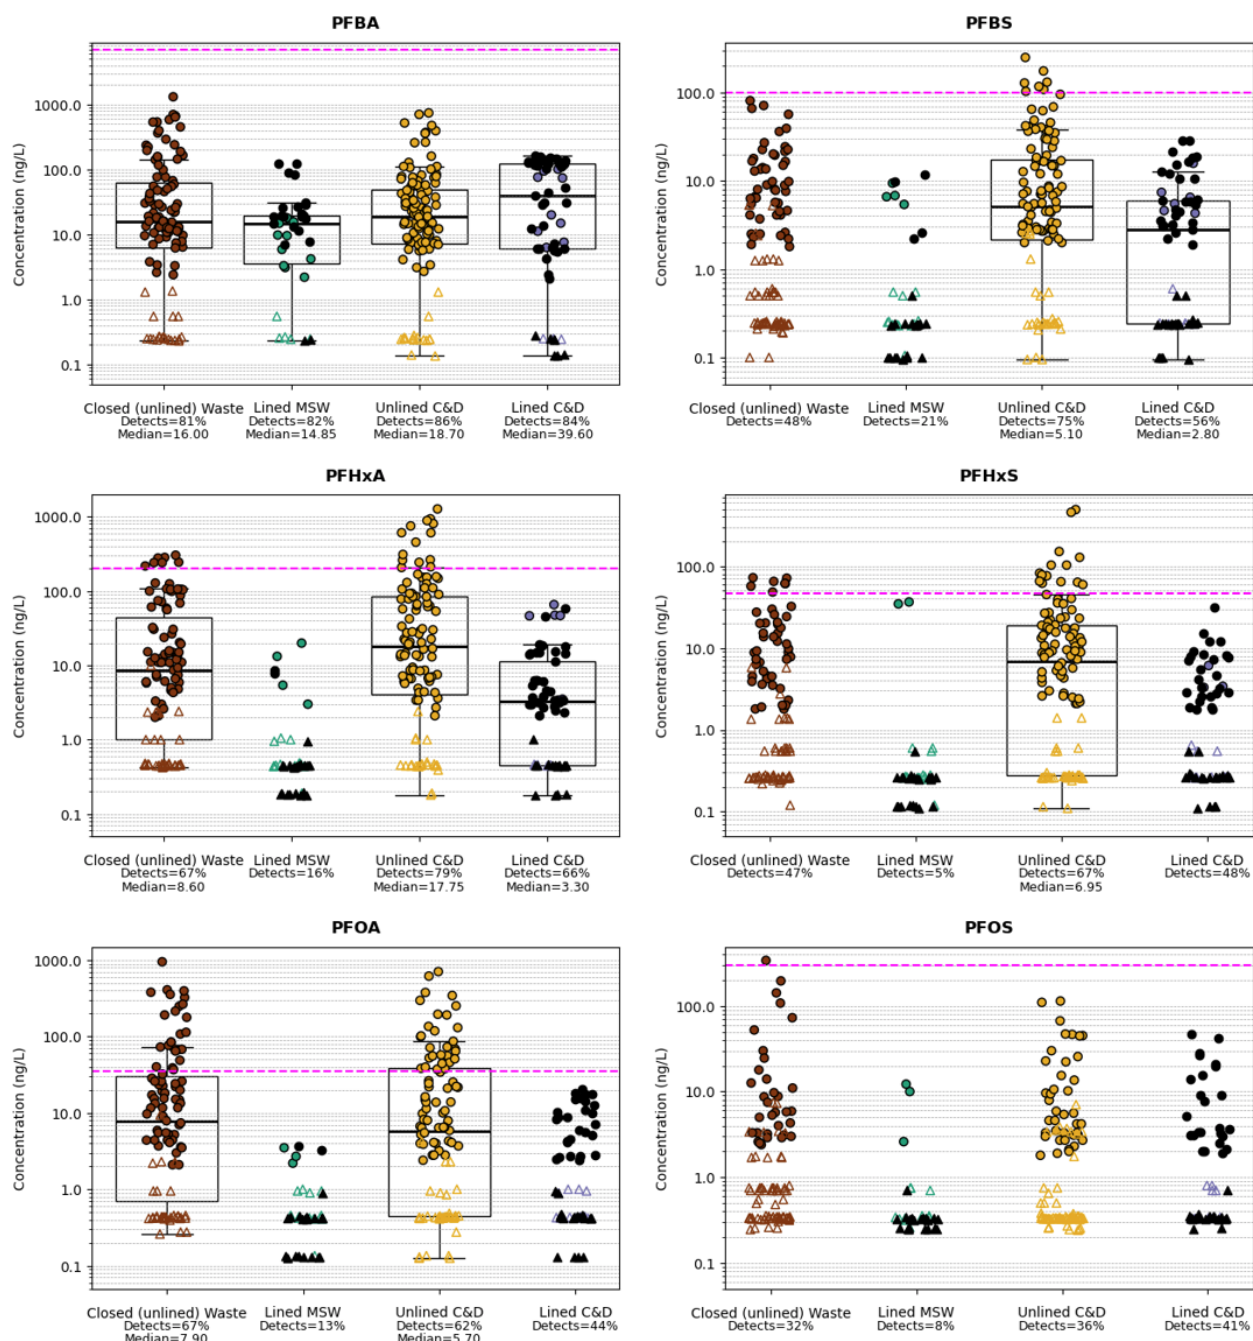 PFBA
Concentration (ng/L)
1000.0
100.0
10.0
1.0
0.1
Closed (unlined) Waste
Detects=81%
Median=16.00
Lined MSW
Detects=82%
Median=14.85
Unlined C&D
Detects=86%
Median=18.70
Lined C&D
Detects=84%
Median=39.60
PFBS
Concentration (ng/L)
100.0
10.0
1.0
0.1
Closed (unlined) Waste
Detects=48%
Lined MSW
Detects=21%
Unlined C&D
Detects=75%
Median=5.10
Lined C&D
Detects=56%
Median=2.80
PFHxA
Concentration (ng/L)
1000.0
100.0
10.0
1.0
0.1
Closed (unlined) Waste
Detects=67%
Median=8.60
Lined MSW
Detects=16%
Unlined C&D
Detects=79%
Median=17.75
Lined C&D
Detects=66%
Median=3.30
PFHxS
Concentration (ng/L)
100.0
10.0
1.0
0.1
Closed (unlined) Waste
Detects=47%
Lined MSW
Detects=5%
Unlined C&D
Detects=67%
Median=6.95
Lined C&D
Detects=48%
PFOA
Concentration (ng/L)
1000.0
100.0
10.0
1.0
0.1
Closed (unlined) Waste
Detects=67%
Median=7.90
Lined MSW
Detects=13%
Unlined C&D
Detects=62%
Median=5.70
Lined C&D
Detects=44%
PFOS
Concentration (ng/L)
100.0
10.0
1.0
0.1
Closed (unlined) Waste
Detects=32%
Lined MSW
Detects=8%
Unlined C&D
Detects=36%
Lined C&D
Detects=41%